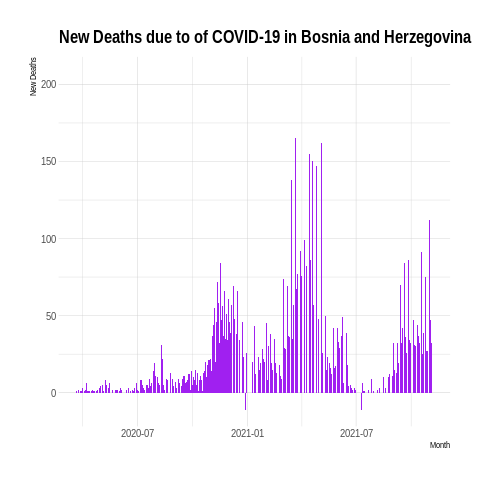 New Deaths due to of COVID-19 in Bosnia and Herzegovina
New Deaths
200
150
100
50
0
2020-07
2021-01
2021-07
Month